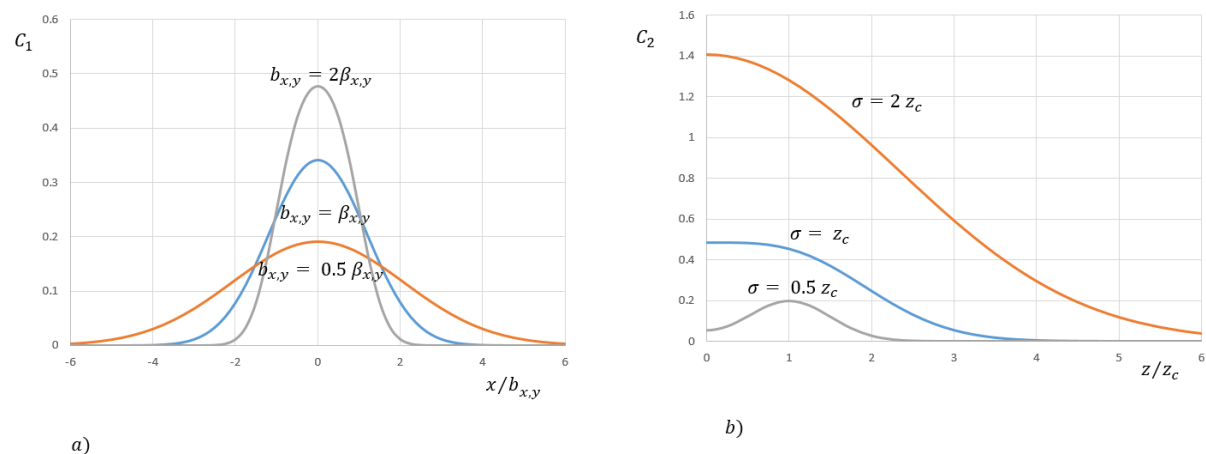 C₁
0.6
0.5
0.4
0.3
0.2
0.1
0
-6 -4 -2 0 2 4 6
b_{x,y} = 2β_{x,y}
b_{x,y} = β_{x,y}
b_{x,y} = 0.5 β_{x,y}
x/b_{x,y}
a)
C₂
1.6
1.4
1.2
1
0.8
0.6
0.4
0.2
0
0 1 2 3 4 5 6
σ = 2 z_c
σ = z_c
σ = 0.5 z_c
z/z_c
b)